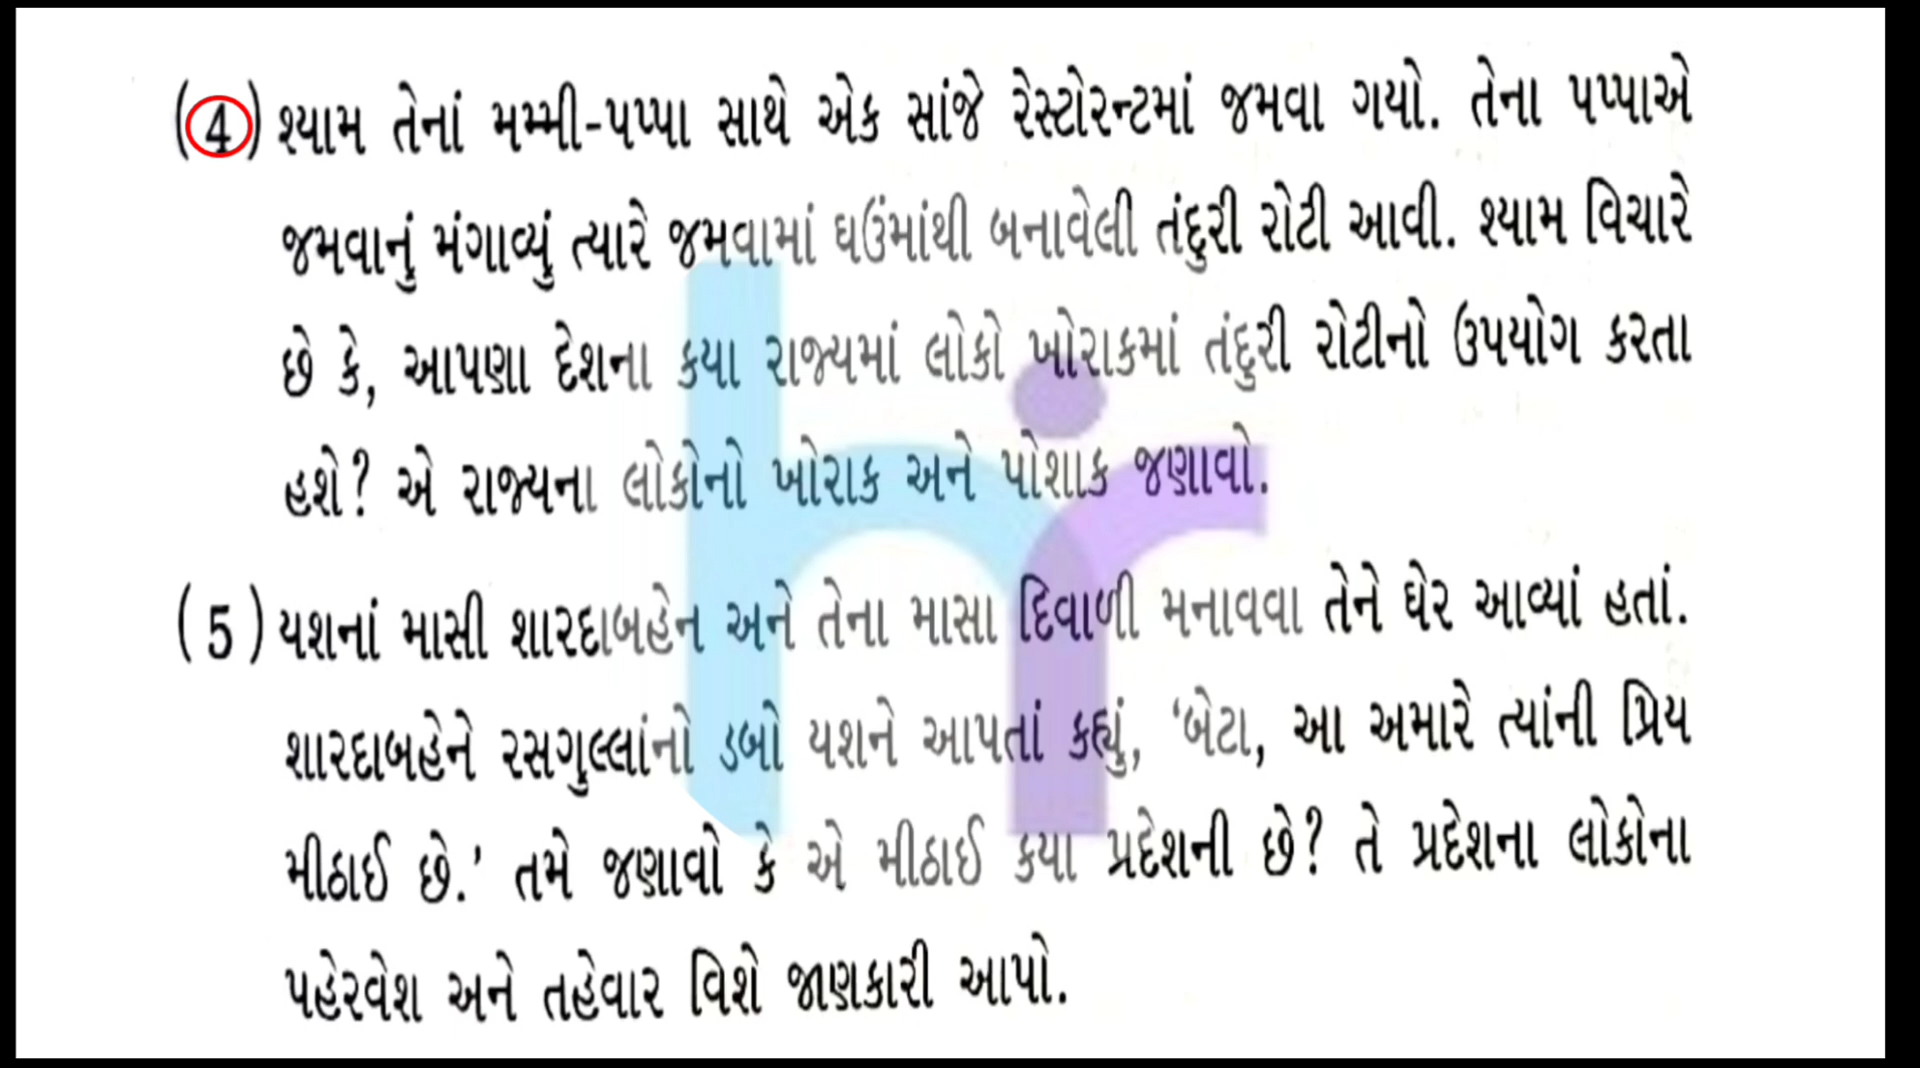 (4) શ્યામ તેનાં મમ્મી-પપ્પા સાથે એક સાંજે રેસ્ટોરન્ટમાં જમવા ગયો. તેના પપ્પાએ
જમવાનું મંગાવ્યું ત્યારે જમવામાં ઘઉંમાંથી બનાવેલી તંદુરી રોટી આવી. શ્યામ વિચારે
છે કે, આપણા દેશના કયા રાજ્યમાં લોકો ખોરાકમાં તંદુરી રોટીનો ઉપયોગ કરતા
હશે? એ રાજ્યના લોકોનો ખોરાક અને પોશાક જણાવો.
(5) યશનાં માસી શારદાબહેન અને તેના માસા દિવાળી મનાવવા તેને ઘેર આવ્યાં હતાં.
શારદાબહેને રસગુલ્લાંનો ડબો યશને આપતાં કહ્યું, ‘બેટા, આ અમારે ત્યાંની પ્રિય
મીઠાઈ છે.’ તમે જણાવો કે એ મીઠાઈ કયા પ્રદેશની છે? તે પ્રદેશના લોકોના
પહેરવેશ અને તહેવાર વિશે જાણકારી આપો.